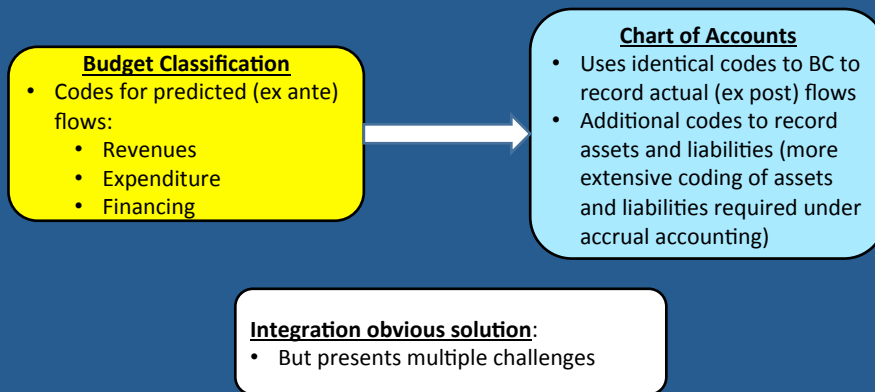 Budget Classification
• Codes for predicted (ex ante)
flows:
• Revenues
• Expenditure
• Financing
Chart of Accounts
• Uses identical codes to BC to
record actual (ex post) flows
• Additional codes to record
assets and liabilities (more
extensive coding of assets
and liabilities required under
accrual accounting)
Integration obvious solution:
• But presents multiple challenges